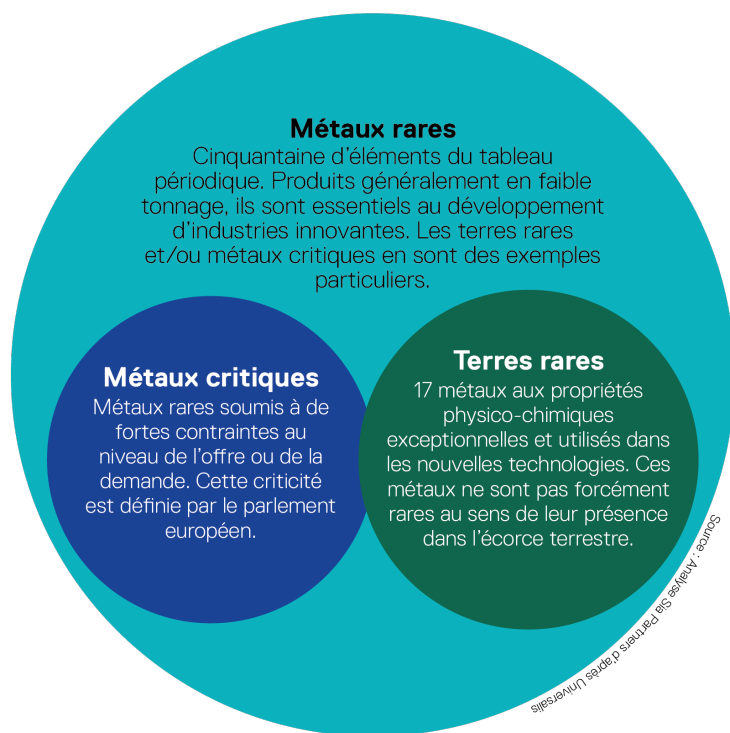 Métaux rares
Cinquantaine d'éléments du tableau
périodique. Produits généralement en faible
tonnage, ils sont essentiels au développement
d'industries innovantes. Les terres rares
et/ou métaux critiques en sont des exemples
particuliers.
Métaux critiques
Métaux rares soumis à de
fortes contraintes au
niveau de l'offre ou de la
demande. Cette criticité
est définie par le parlement
européen.
Terres rares
17 métaux aux propriétés
physico-chimiques
exceptionnelles et utilisés dans
les nouvelles technologies. Ces
métaux ne sont pas forcément
rares au sens de leur présence
dans l'écorce terrestre.
Source : Analyse Sia Partners d'après Universalis